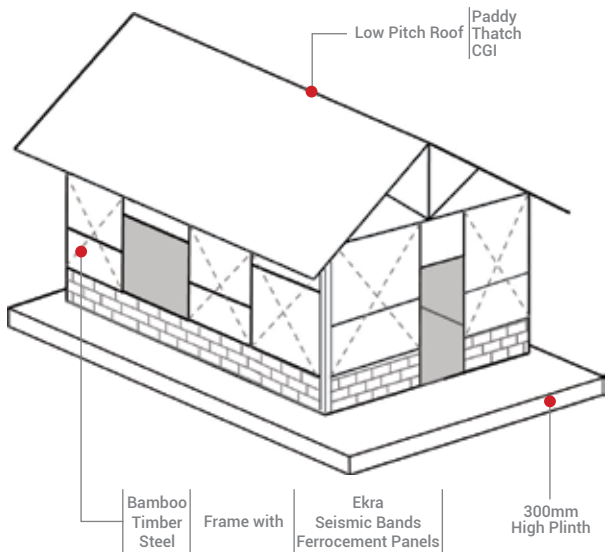 Low Pitch Roof
Paddy
Thatch
CGI
Bamboo
Timber
Steel
Frame with
Ekra
Seismic Bands
Ferrocement Panels
300mm
High Plinth